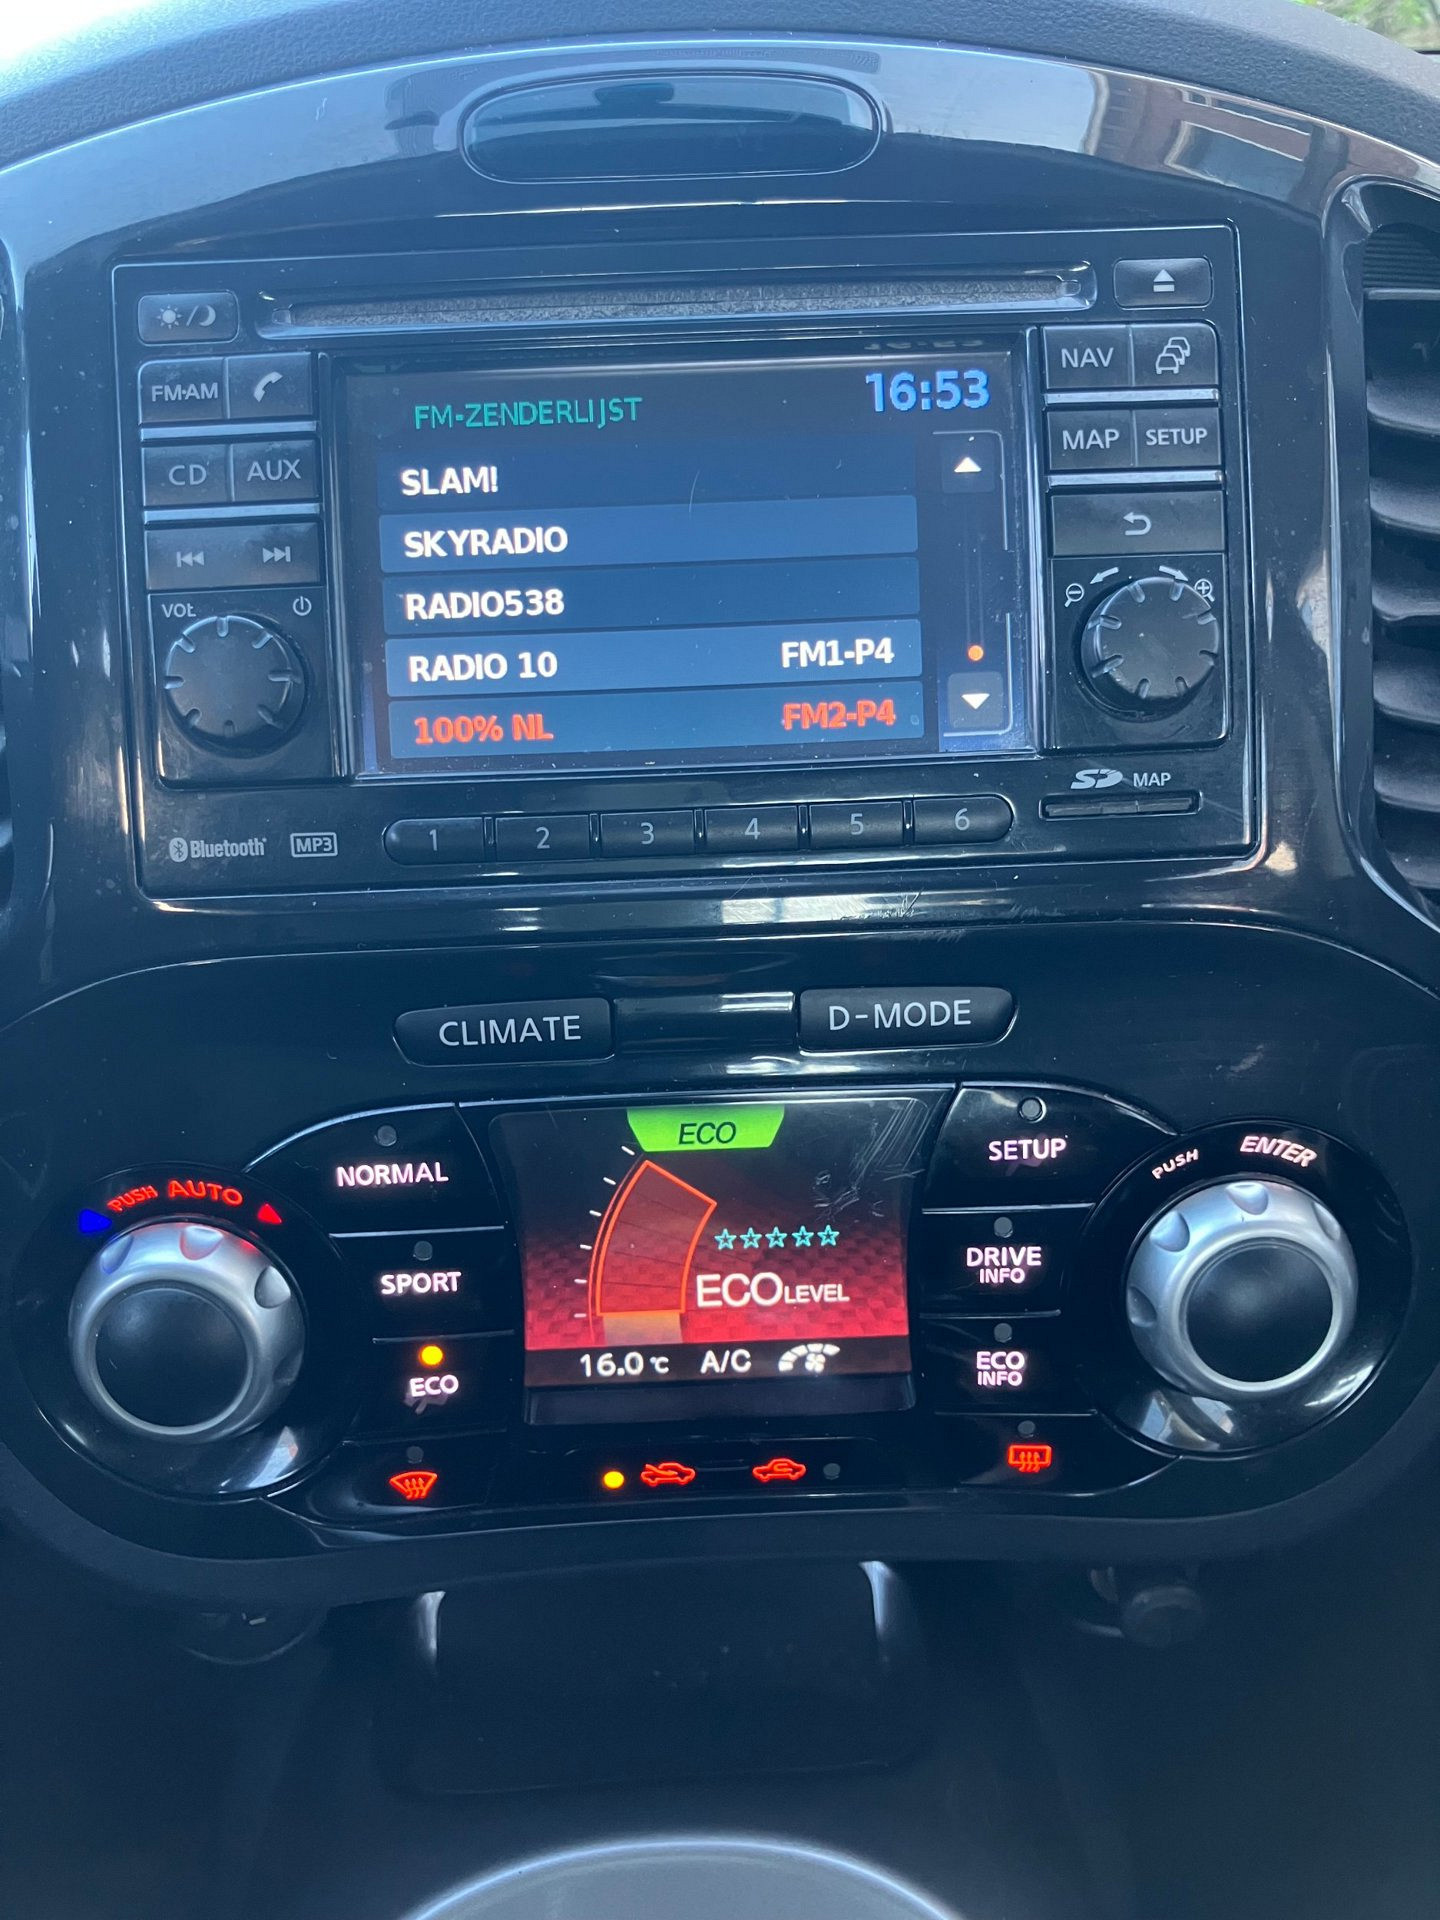 FM·AM
NAV
CD
AUX
MAP
SETUP
VOL
FM-ZENDERLIJST
16:53
SLAM!
SKYRADIO
RADIO538
RADIO 10 FM1-P4
100% NL FM2-P4
SD MAP
Bluetooth®
MP3
1 2 3 4 5 6
CLIMATE
D-MODE
PUSH AUTO
NORMAL
SPORT
ECO
ECO
ECO LEVEL
16.0°C A/C
SETUP
DRIVE
INFO
ECO
INFO
PUSH ENTER